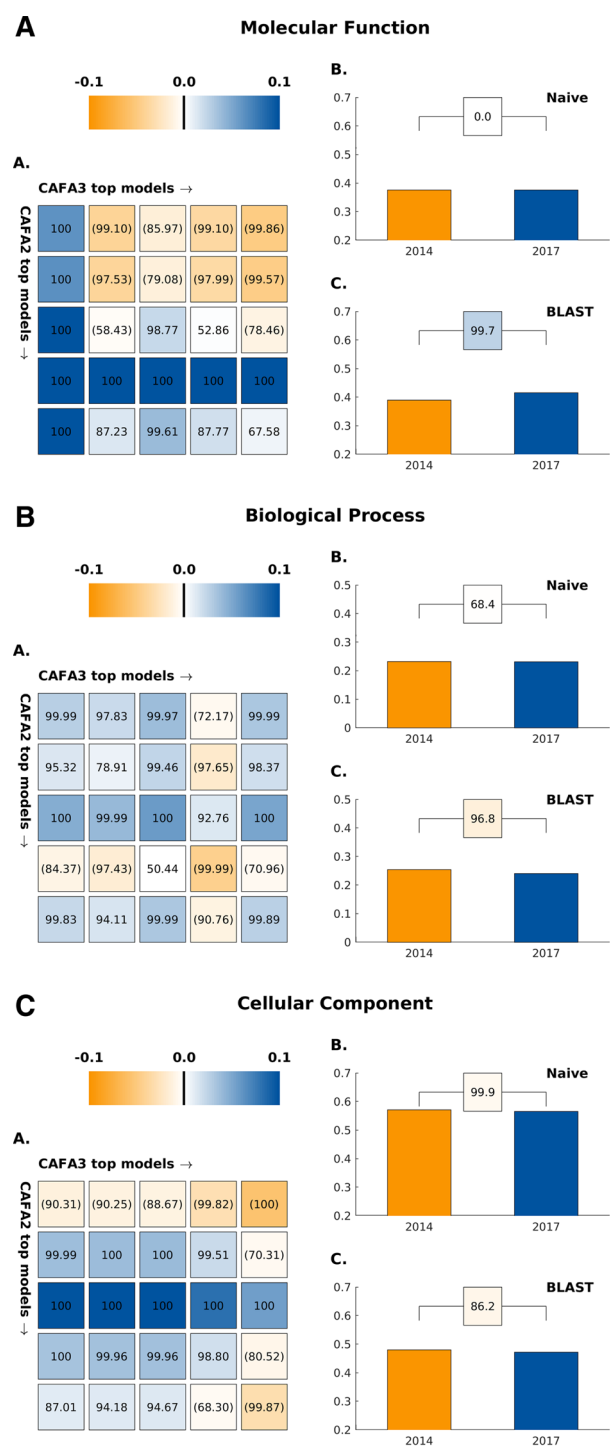 A
Molecular Function
-0.1 0.0 0.1
A.
CAFA3 top models →
CAFA2 top models →
100 (99.10) (85.97) (99.10) (99.86)
100 (97.53) (79.08) (97.99) (99.57)
100 (58.43) 98.77 52.86 (78.46)
100 100 100 100 100
100 87.23 99.61 87.77 67.58
B.
Naive
0.7
0.6
0.5
0.4
0.3
0.2
0.0
2014 2017
C.
BLAST
0.7
0.6
0.5
0.4
0.3
0.2
99.7
2014 2017
B
Biological Process
-0.1 0.0 0.1
A.
CAFA3 top models →
CAFA2 top models →
99.99 97.83 99.97 (72.17) 99.99
95.32 78.91 99.46 (97.65) 98.37
100 99.99 100 92.76 100
(84.37) (97.43) 50.44 (99.99) (70.96)
99.83 94.11 99.99 (90.76) 99.89
B.
Naive
0.5
0.4
0.3
0.2
0.1
0
68.4
2014 2017
C.
BLAST
0.5
0.4
0.3
0.2
0.1
0
96.8
2014 2017
C
Cellular Component
-0.1 0.0 0.1
A.
CAFA3 top models →
CAFA2 top models →
(90.31) (90.25) (88.67) (99.82) (100)
99.99 100 100 99.51 (70.31)
100 100 100 100 100
100 99.96 99.96 98.80 (80.52)
87.01 94.18 94.67 (68.30) (99.87)
B.
Naive
0.7
0.6
0.5
0.4
0.3
0.2
99.9
2014 2017
C.
BLAST
0.7
0.6
0.5
0.4
0.3
0.2
86.2
2014 2017